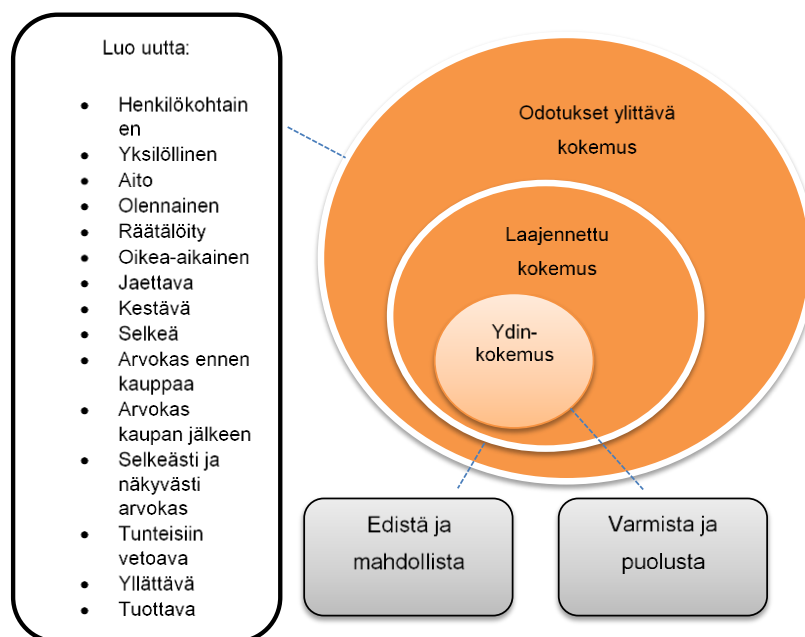 Luo uutta:
• Henkilökohtain
en
• Yksilöllinen
• Aito
• Olennainen
• Räätälöity
• Oikea-aikainen
• Jaettava
• Kestävä
• Selkeä
• Arvokas ennen
kauppaa
• Arvokas
kaupan jälkeen
• Selkeästi ja
näkyvästi
arvokas
• Tunteisiin
vetoava
• Yllättävä
• Tuottava
Odotukset ylittävä
kokemus
Laajennettu
kokemus
Ydin-
kokemus
Edistä ja
mahdollista
Varmista ja
puolusta